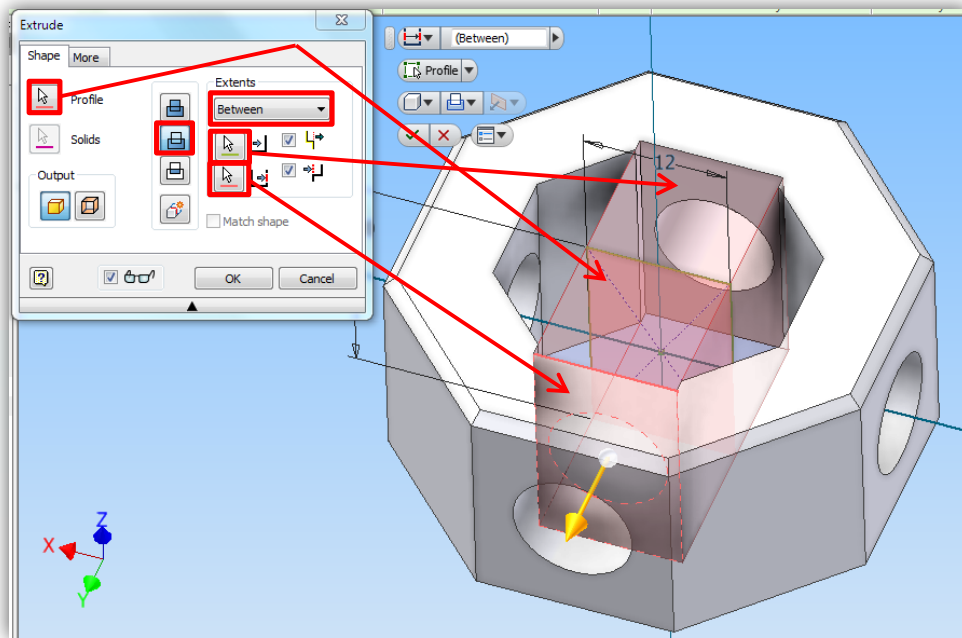 Extrude
Shape
More
Profile
Solids
Output
Extents
Between
Match shape
?
OK
Cancel
(Between)
Profile
12
X
Z
Y